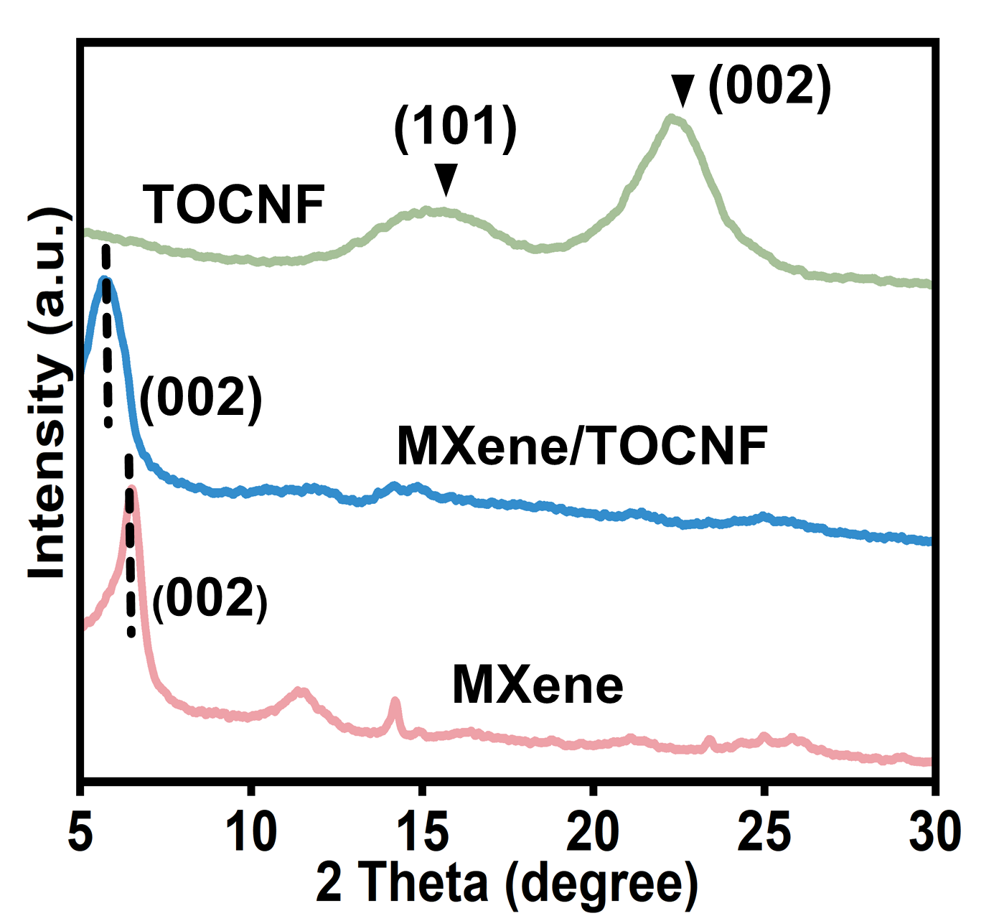 (002)
(101)
TOCNF
(002)
MXene/TOCNF
(002)
MXene
Intensity (a.u.)
5 10 15 20 25 30
2 Theta (degree)